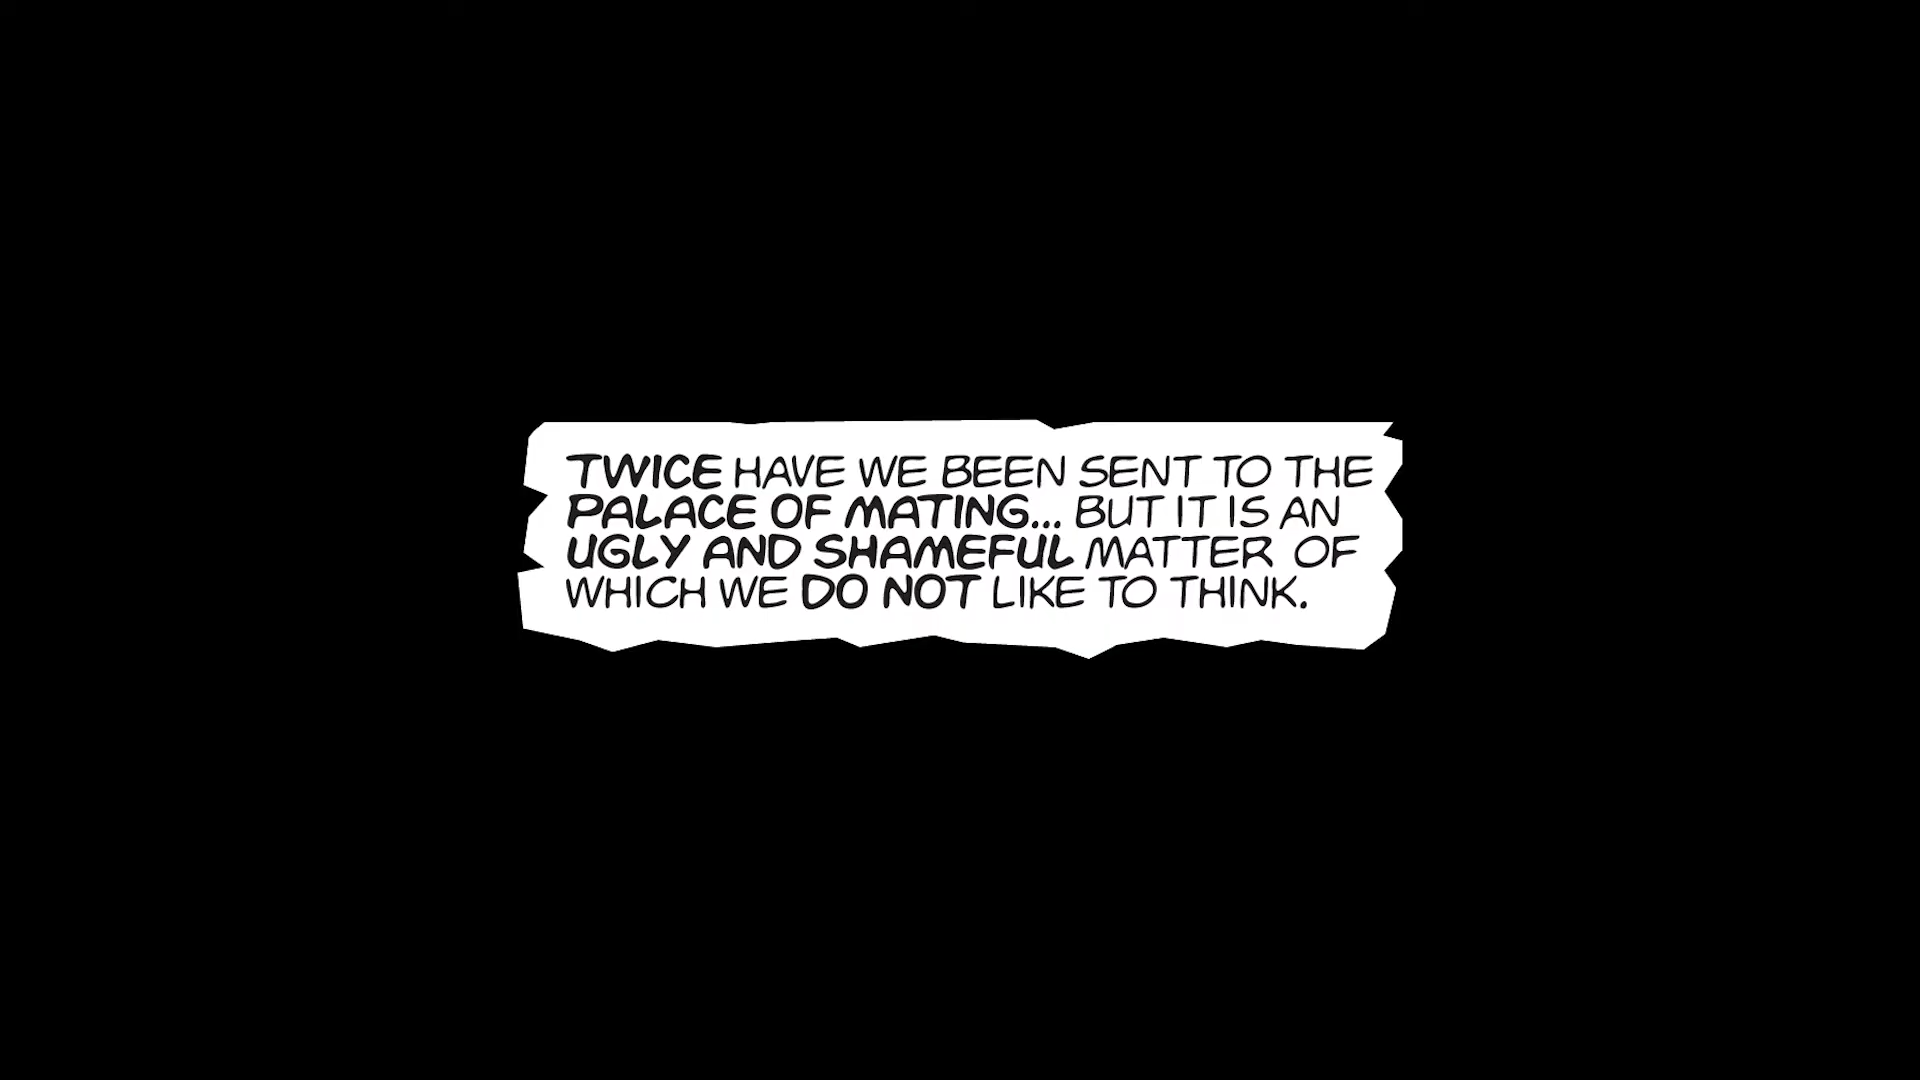 TWICE HAVE WE BEEN SENT TO THE
PALACE OF MATING... BUT IT IS AN
UGLY AND SHAMEFUL MATTER OF
WHICH WE DO NOT LIKE TO THINK.